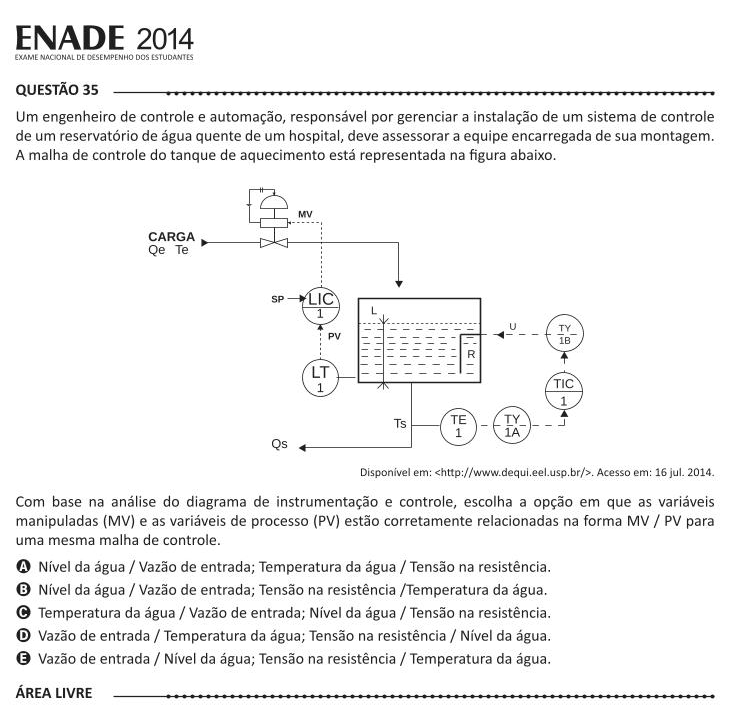 ENADE 2014
EXAME NACIONAL DE DESEMPENHO DOS ESTUDANTES
QUESTÃO 35
Um engenheiro de controle e automação, responsável por gerenciar a instalação de um sistema de controle
de um reservatório de água quente de um hospital, deve assessorar a equipe encarregada de sua montagem.
A malha de controle do tanque de aquecimento está representada na figura abaixo.
MV
CARGA
Qe Te
SP
LIC
1
PV
LT
1
L
R
U
TY
1B
TIC
1
Ts
TE
1
TY
1A
Qs
Disponível em: <http://www.dequi.eel.usp.br/>. Acesso em: 16 jul. 2014.
Com base na análise do diagrama de instrumentação e controle, escolha a opção em que as variáveis
manipuladas (MV) e as variáveis de processo (PV) estão corretamente relacionadas na forma MV / PV para
uma mesma malha de controle.
A Nível da água / Vazão de entrada; Temperatura da água / Tensão na resistência.
B Nível da água / Vazão de entrada; Tensão na resistência /Temperatura da água.
C Temperatura da água / Vazão de entrada; Nível da água / Tensão na resistência.
D Vazão de entrada / Temperatura da água; Tensão na resistência / Nível da água.
E Vazão de entrada / Nível da água; Tensão na resistência / Temperatura da água.
ÁREA LIVRE